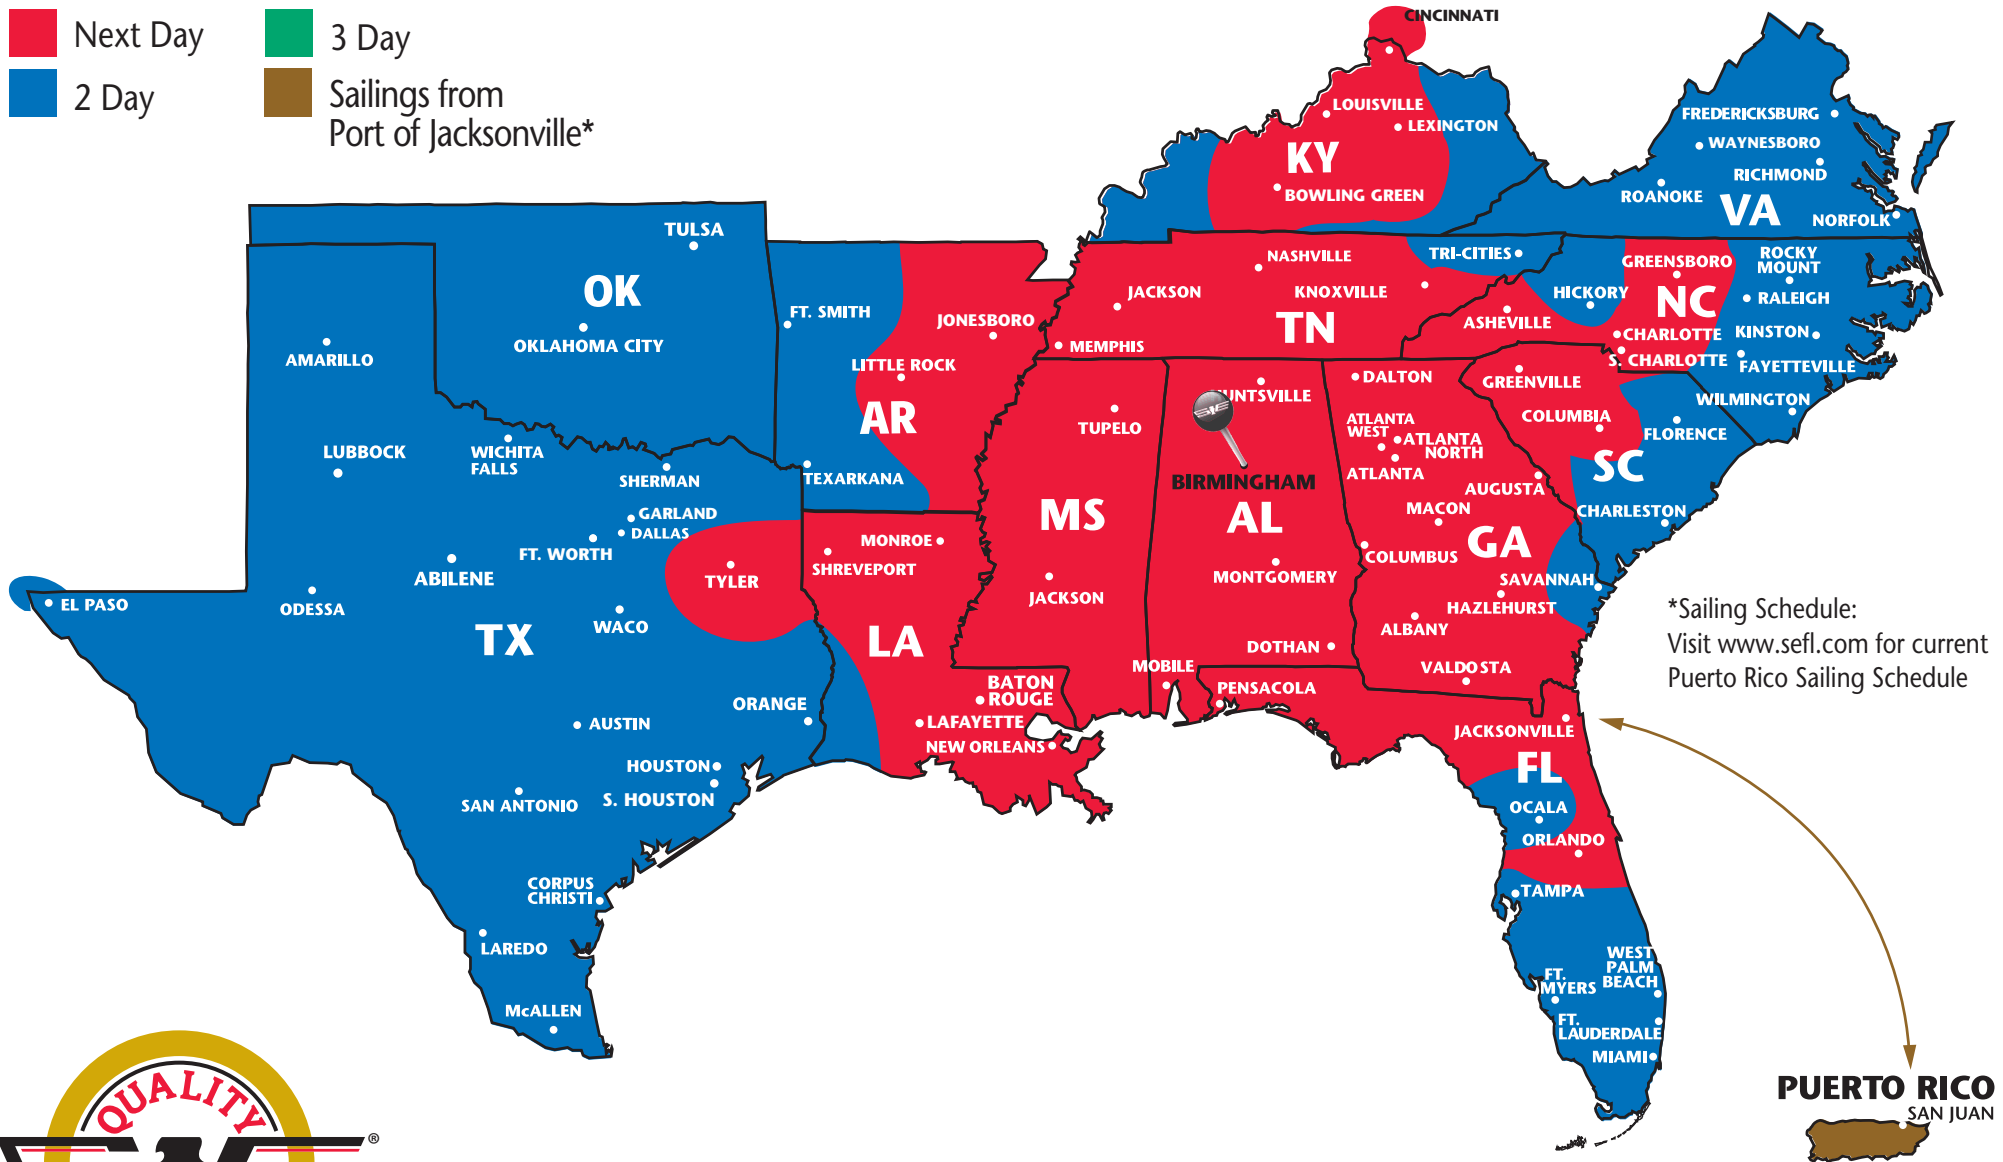 Next Day
3 Day
2 Day
Sailings from
Port of Jacksonville*
CINCINNATI
LOUISVILLE
LEXINGTON
KY
BOWLING GREEN
FREDERICKSBURG
WAYNESBORO
RICHMOND
ROANOKE
VA
NORFOLK
TULSA
OK
OKLAHOMA CITY
AMARILLO
LUBBOCK
WICHITA
FALLS
SHERMAN
GARLAND
DALLAS
FT. WORTH
ABILENE
TYLER
EL PASO
ODESSA
WACO
TX
AUSTIN
ORANGE
HOUSTON
S. HOUSTON
SAN ANTONIO
CORPUS
CHRISTI
LAREDO
McALLEN
FT. SMITH
JONESBORO
LITTLE ROCK
AR
TEXARKANA
MONROE
SHREVEPORT
LA
BATON
ROUGE
LAFAYETTE
NEW ORLEANS
NASHVILLE
TRI-CITIES
JACKSON
KNOXVILLE
TN
MEMPHIS
TUPELO
MS
JACKSON
UNTSVILLE
BIRMINGHAM
AL
MONTGOMERY
DOTHAN
MOBILE
DALTON
ATLANTA
WEST
ATLANTA
NORTH
ATLANTA
AUGUSTA
MACON
GA
COLUMBUS
SAVANNAH
HAZLEHURST
ALBANY
VALDOSTA
GREENSBORO
ROCKY
MOUNT
HICKORY
NC
RALEIGH
ASHEVILLE
CHARLOTTE
KINSTON
S. CHARLOTTE
FAYETTEVILLE
WILMINGTON
GREENVILLE
COLUMBIA
FLORENCE
SC
CHARLESTON
PENSACOLA
JACKSONVILLE
FL
OCALA
ORLANDO
TAMPA
WEST
PALM
BEACH
FT.
MYERS
FT.
LAUDERDALE
MIAMI
*Sailing Schedule:
Visit www.sefl.com for current
Puerto Rico Sailing Schedule
PUERTO RICO
SAN JUAN
QUALITY
®